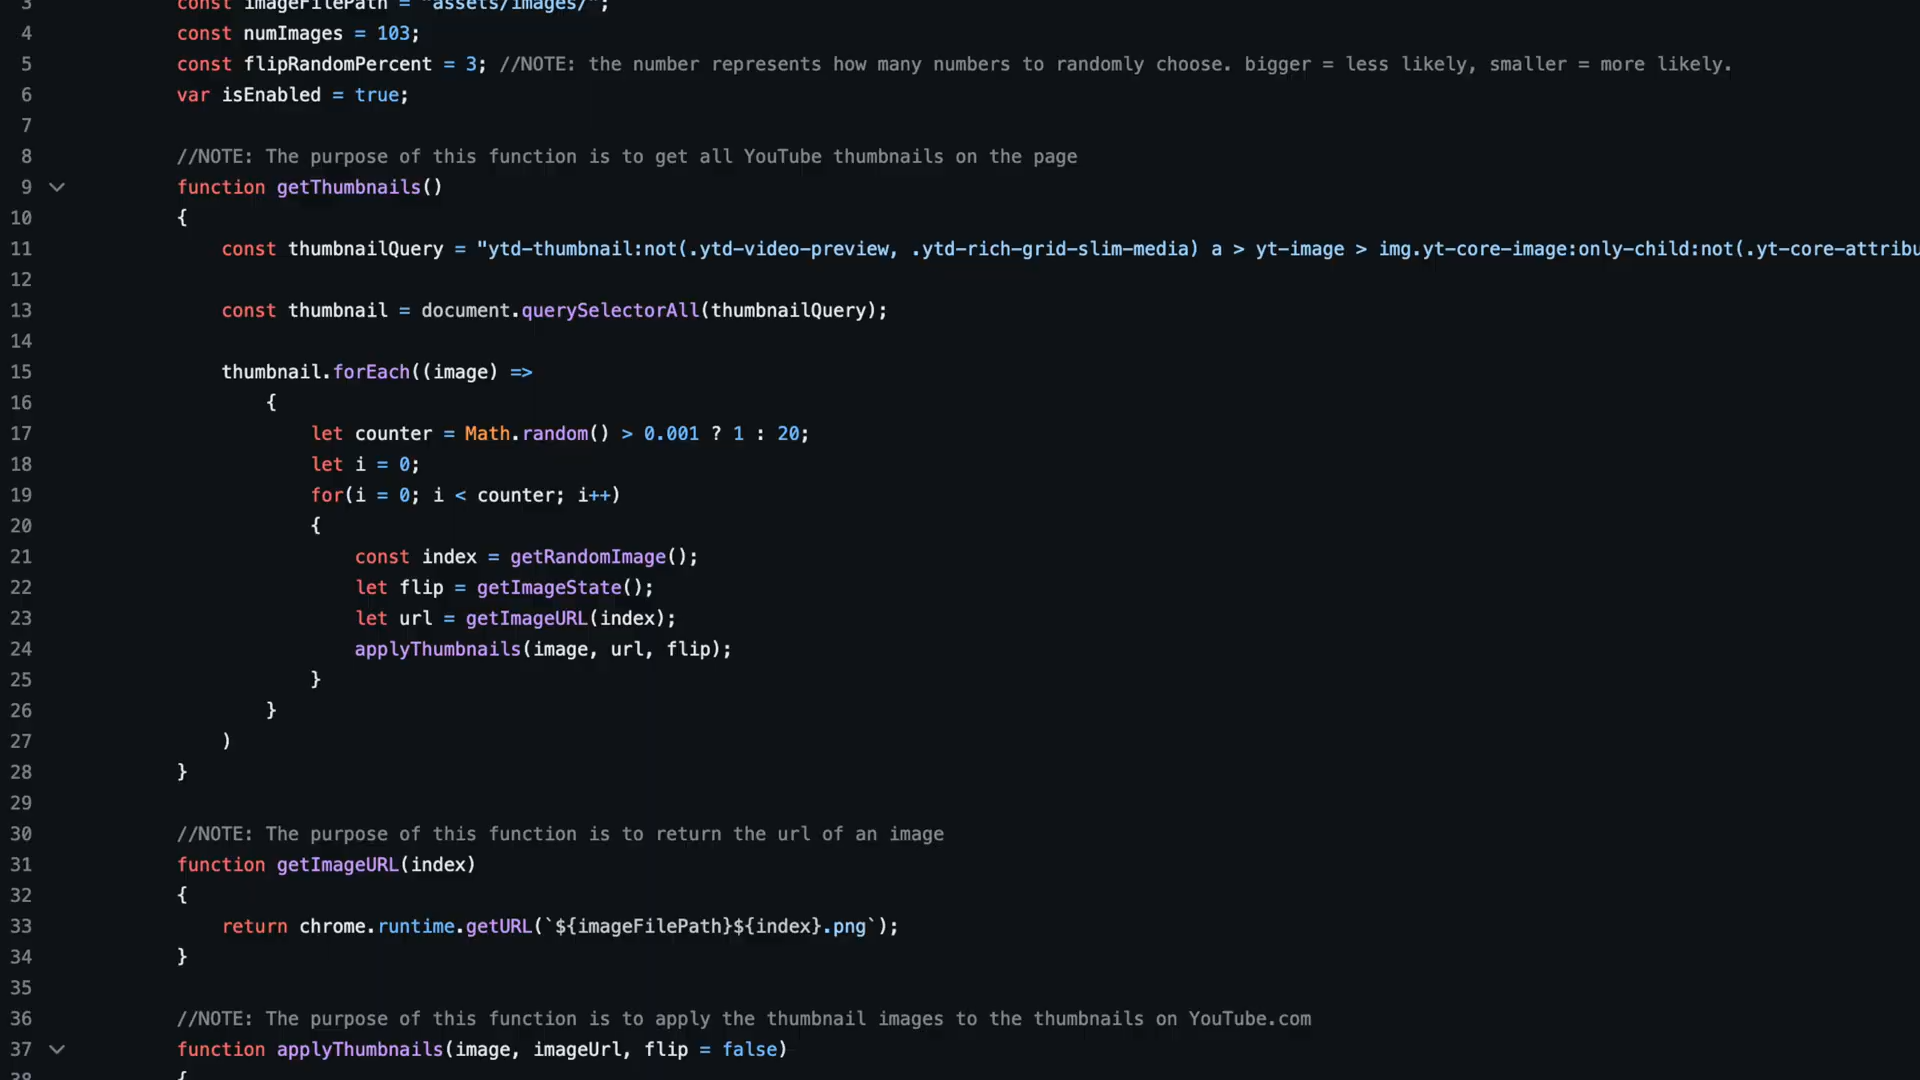 3 const imageFilePath = "assets/images/";
4 const numImages = 103;
5 const flipRandomPercent = 3; //NOTE: the number represents how many numbers to randomly choose. bigger = less likely, smaller = more likely.
6 var isEnabled = true;
7
8 //NOTE: The purpose of this function is to get all YouTube thumbnails on the page
9 function getThumbnails()
10 {
11 const thumbnailQuery = "ytd-thumbnail:not(.ytd-video-preview, .ytd-rich-grid-slim-media) a > yt-image > img.yt-core-image:only-child:not(.yt-core-attribu
12
13 const thumbnail = document.querySelectorAll(thumbnailQuery);
14
15 thumbnail.forEach((image) =>
16 {
17 let counter = Math.random() > 0.001 ? 1 : 20;
18 let i = 0;
19 for(i = 0; i < counter; i++)
20 {
21 const index = getRandomImage();
22 let flip = getImageState();
23 let url = getImageURL(index);
24 applyThumbnails(image, url, flip);
25 }
26 }
27 )
28 }
29
30 //NOTE: The purpose of this function is to return the url of an image
31 function getImageURL(index)
32 {
33 return chrome.runtime.getURL(`${imageFilePath}${index}.png`);
34 }
35
36 //NOTE: The purpose of this function is to apply the thumbnail images to the thumbnails on YouTube.com
37 function applyThumbnails(image, imageUrl, flip = false)
38 {